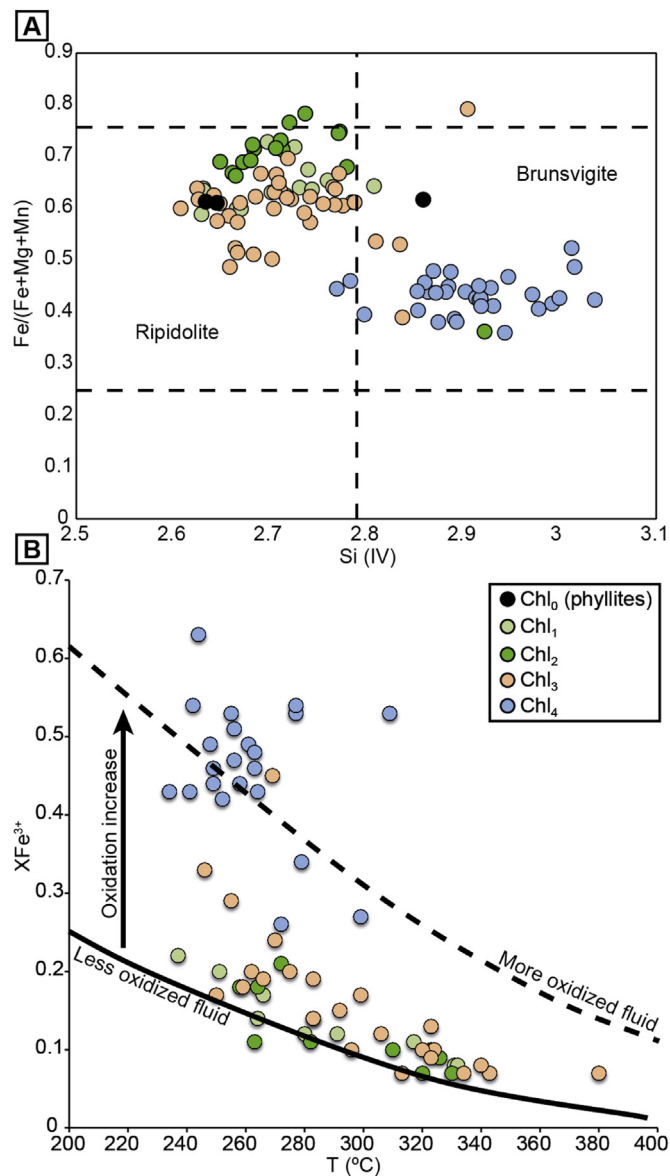 A
0.9
0.8
0.7
0.6
0.5
0.4
0.3
0.2
0.1
0
Fe/(Fe+Mg+Mn)
Brunsvigite
Ripidolite
2.5
2.6
2.7
2.8
2.9
3
3.1
Si (IV)
B
0.7
0.6
0.5
0.4
0.3
0.2
0.1
0
XFe³⁺
Chl₀ (phyllites)
Chl₁
Chl₂
Chl₃
Chl₄
Oxidation increase
Less oxidized fluid
More oxidized fluid
200
220
240
260
280
300
320
340
360
380
400
T (ºC)